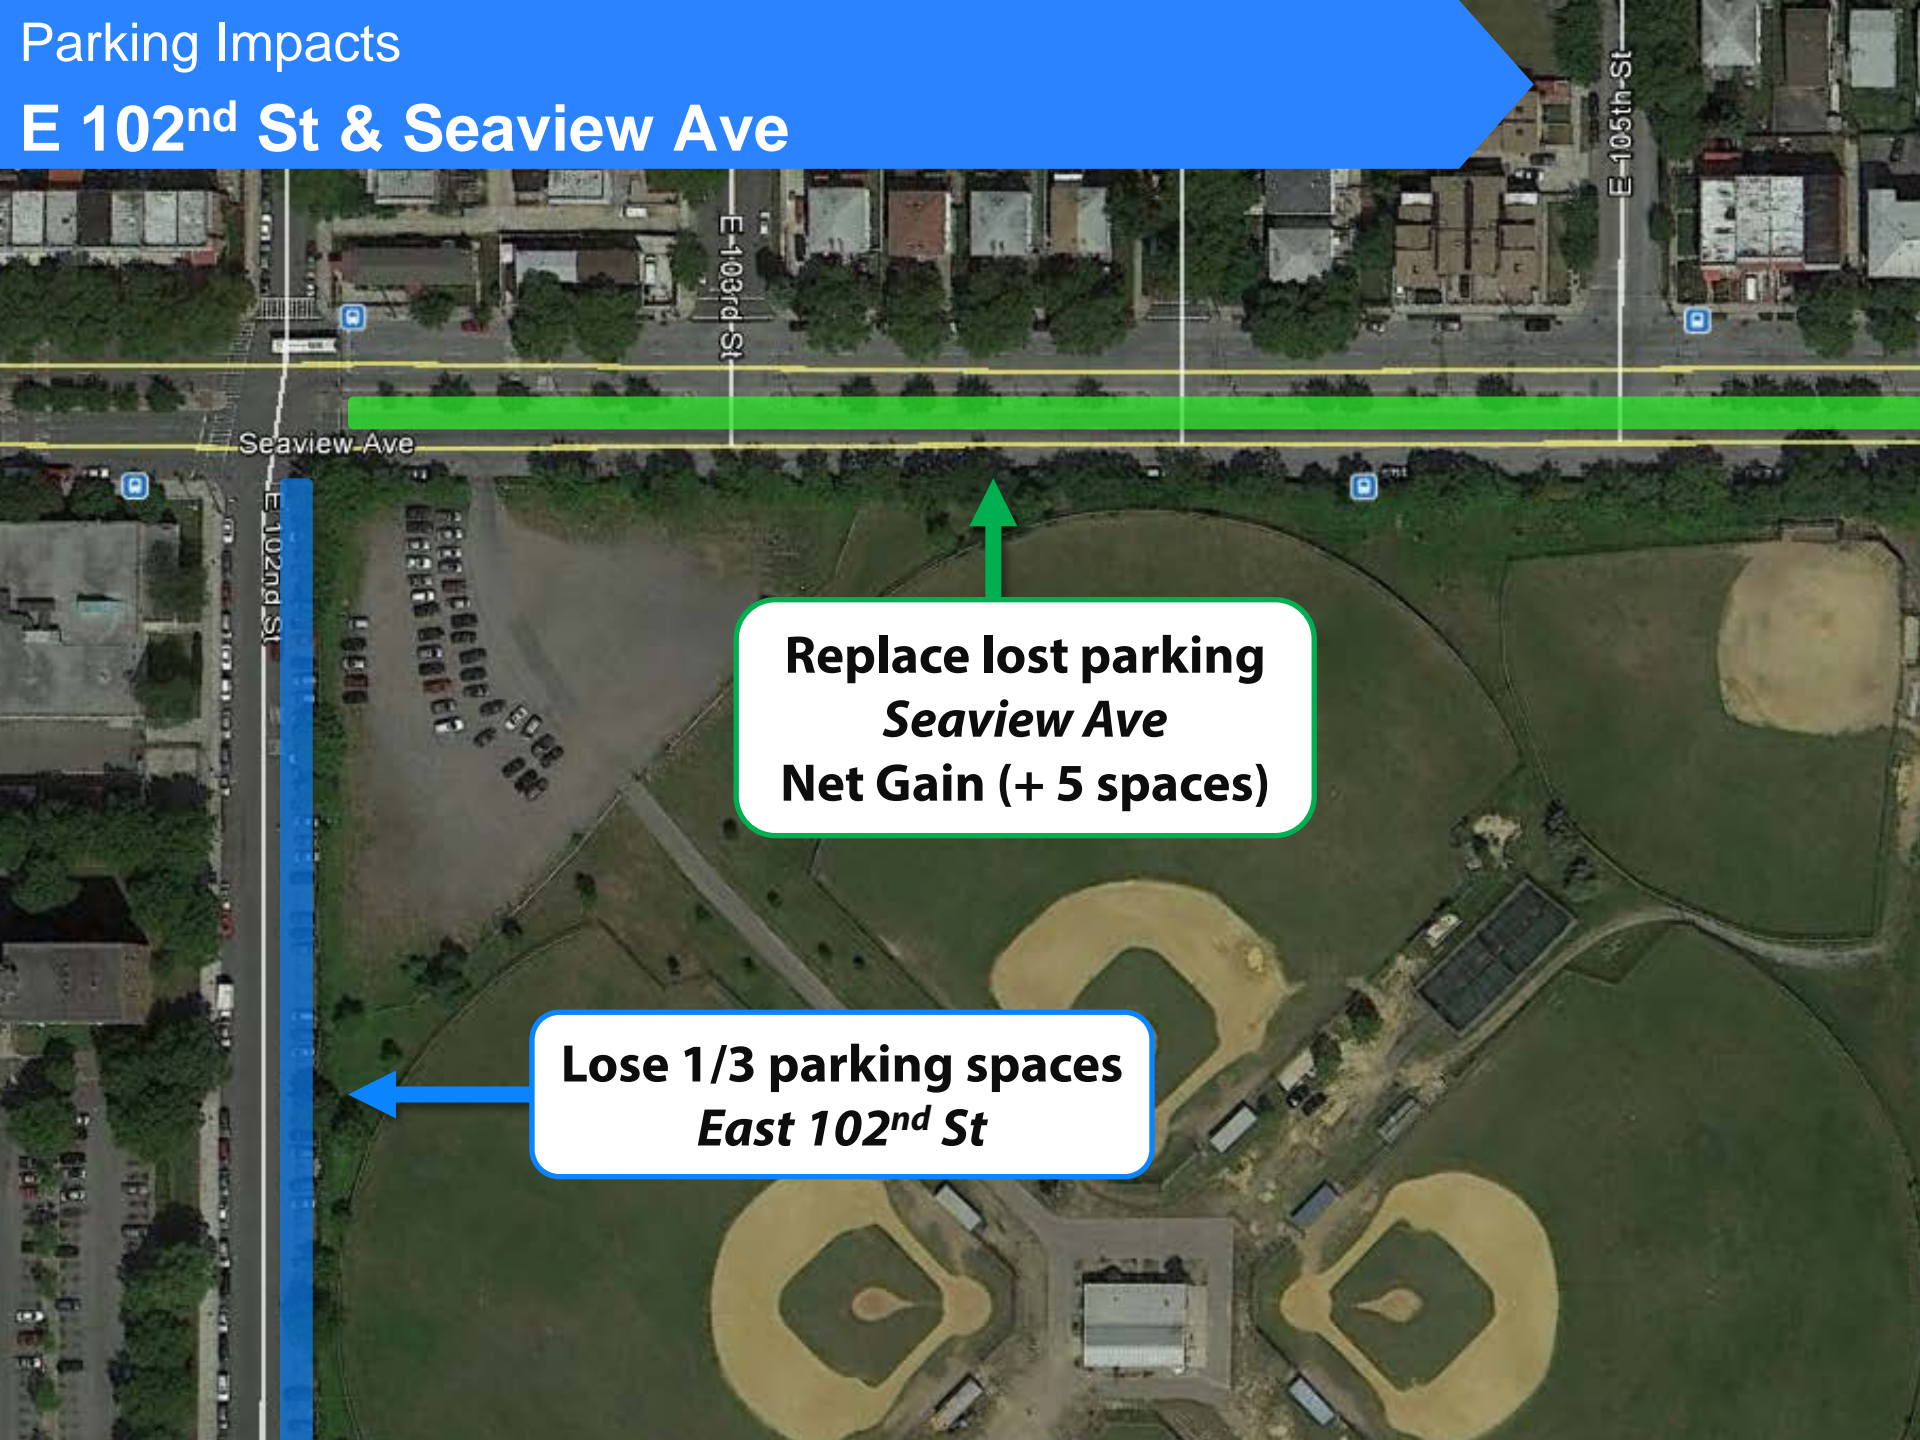 Parking Impacts
E 102nd St & Seaview Ave
E 105th St
E 103rd St
Seaview Ave
E 102nd St
Replace lost parking
Seaview Ave
Net Gain (+ 5 spaces)
Lose 1/3 parking spaces
East 102nd St